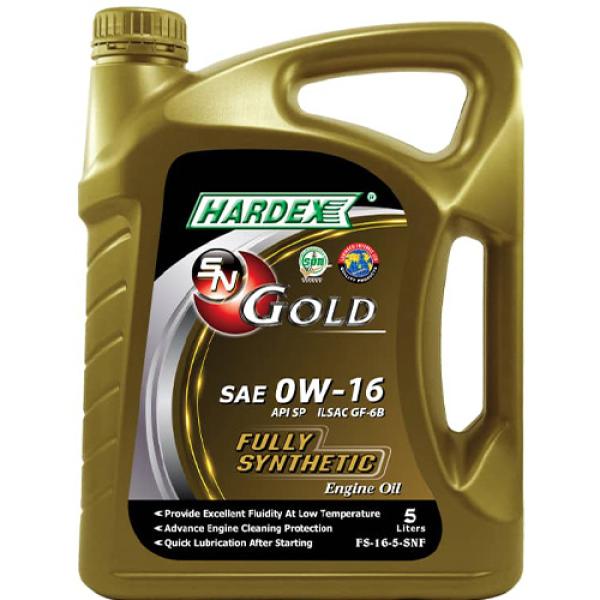 HARDEX ®
SN
GOLD
SAE 0W-16
API SP iLSAC GF-6B
FULLY
SYNTHETIC
Engine Oil
Provide Excellent Fluidity At Low Temperature
Advance Engine Cleaning Protection
Quick Lubrication After Starting
5
Liters
FS-16-5-SNF